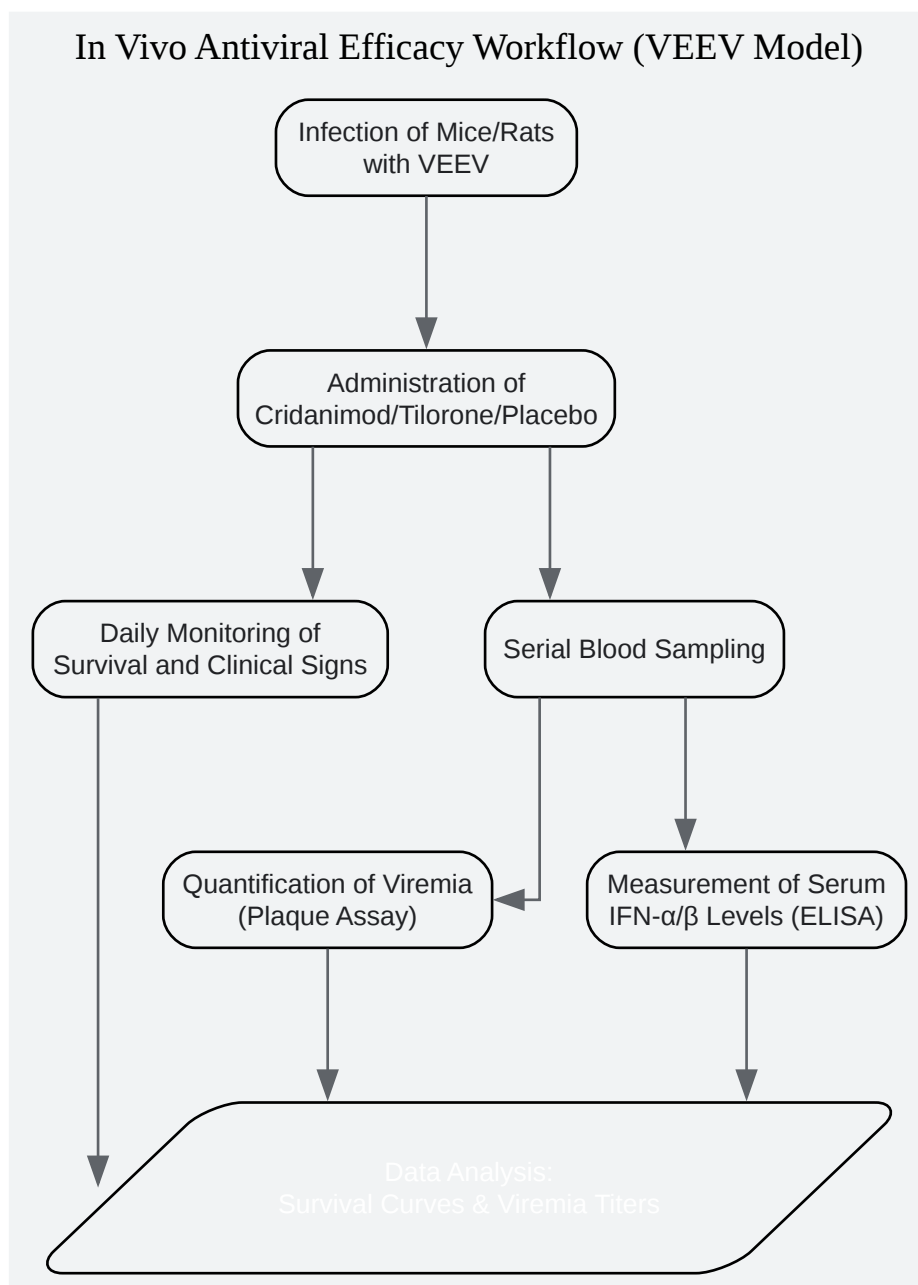 In Vivo Antiviral Efficacy Workflow (VEEV Model)
Infection of Mice/Rats
with VEEV
Administration of
Cridanimod/Tilorone/Placebo
Daily Monitoring of
Survival and Clinical Signs
Serial Blood Sampling
Quantification of Viremia
(Plaque Assay)
Measurement of Serum
IFN-α/β Levels (ELISA)
Data Analysis:
Survival Curves & Viremia Titers